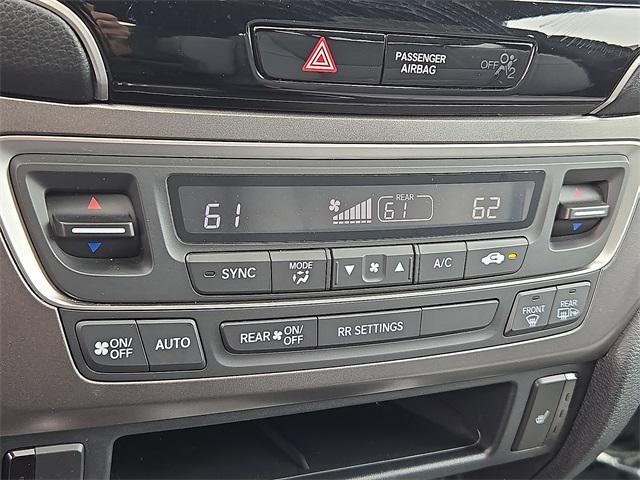 PASSENGER
AIRBAG
OFF
2
REAR
61
61
62
SYNC
MODE
A/C
ON/
OFF
AUTO
REAR ON/
OFF
RR SETTINGS
FRONT
REAR